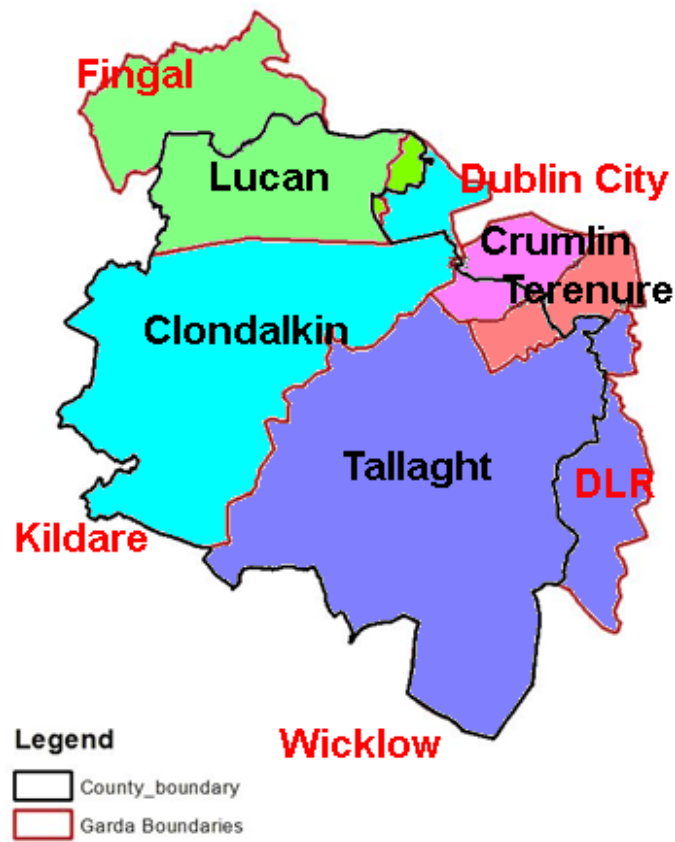 Fingal
Lucan
Dublin City
Crumlin
Terenure
Clondalkin
Tallaght
DLR
Kildare
Wicklow
Legend
County_boundary
Garda Boundaries